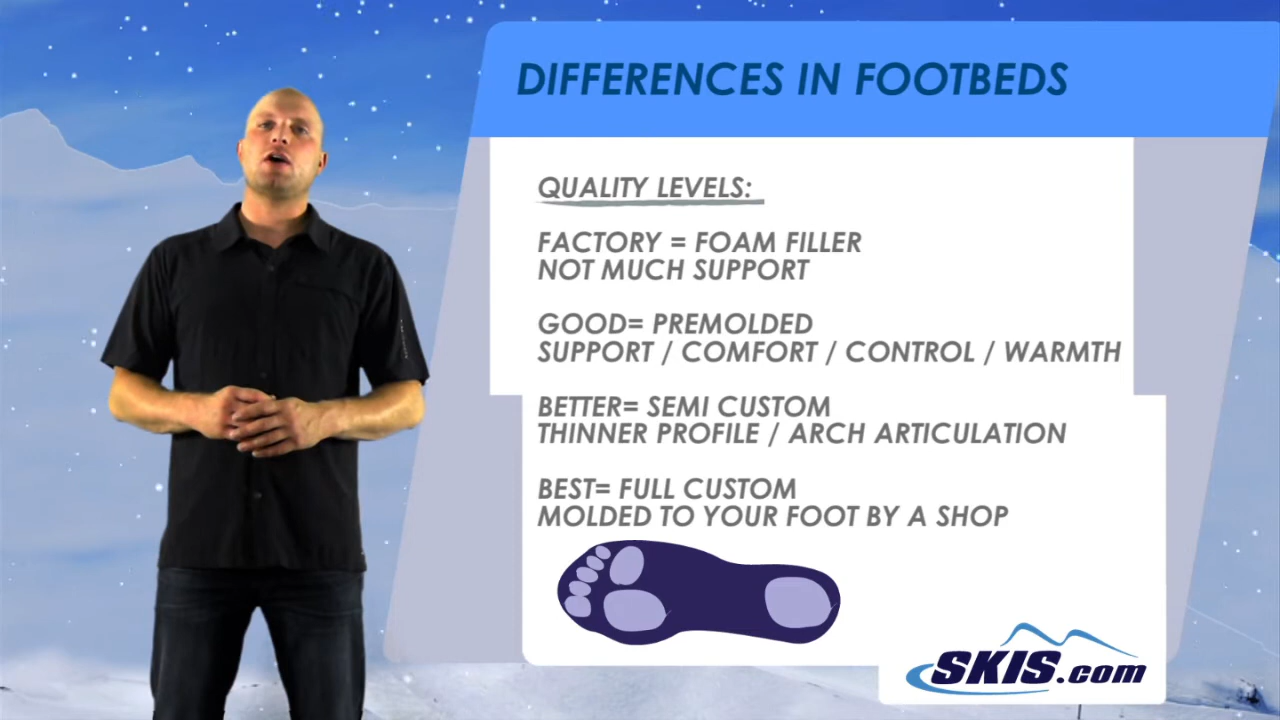 DIFFERENCES IN FOOTBEDS
QUALITY LEVELS:
FACTORY = FOAM FILLER
NOT MUCH SUPPORT
GOOD= PREMOLDED
SUPPORT / COMFORT / CONTROL / WARMTH
BETTER= SEMI CUSTOM
THINNER PROFILE / ARCH ARTICULATION
BEST= FULL CUSTOM
MOLDED TO YOUR FOOT BY A SHOP
SKIS.com